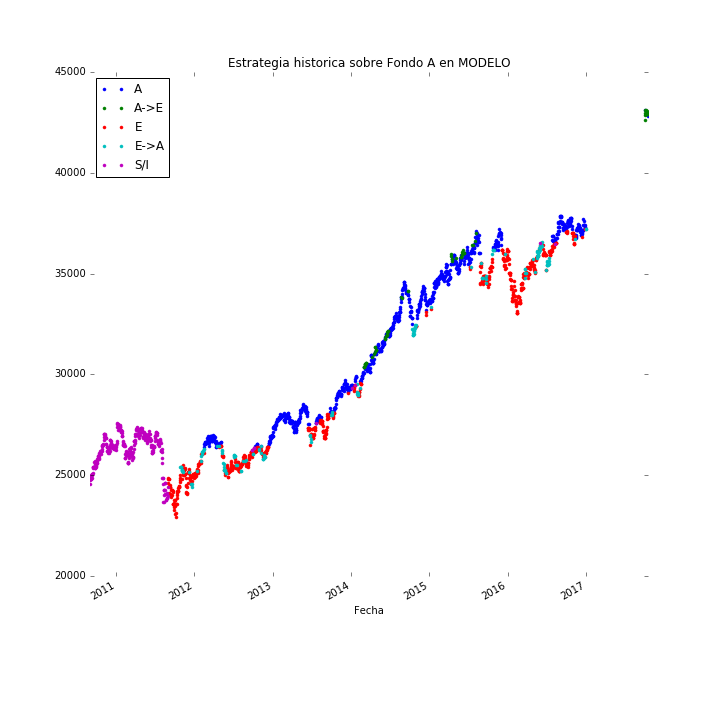 Estrategia historica sobre Fondo A en MODELO
45000
40000
35000
30000
25000
20000
A
A->E
E
E->A
S/I
2011
2012
2013
2014
2015
2016
2017
Fecha